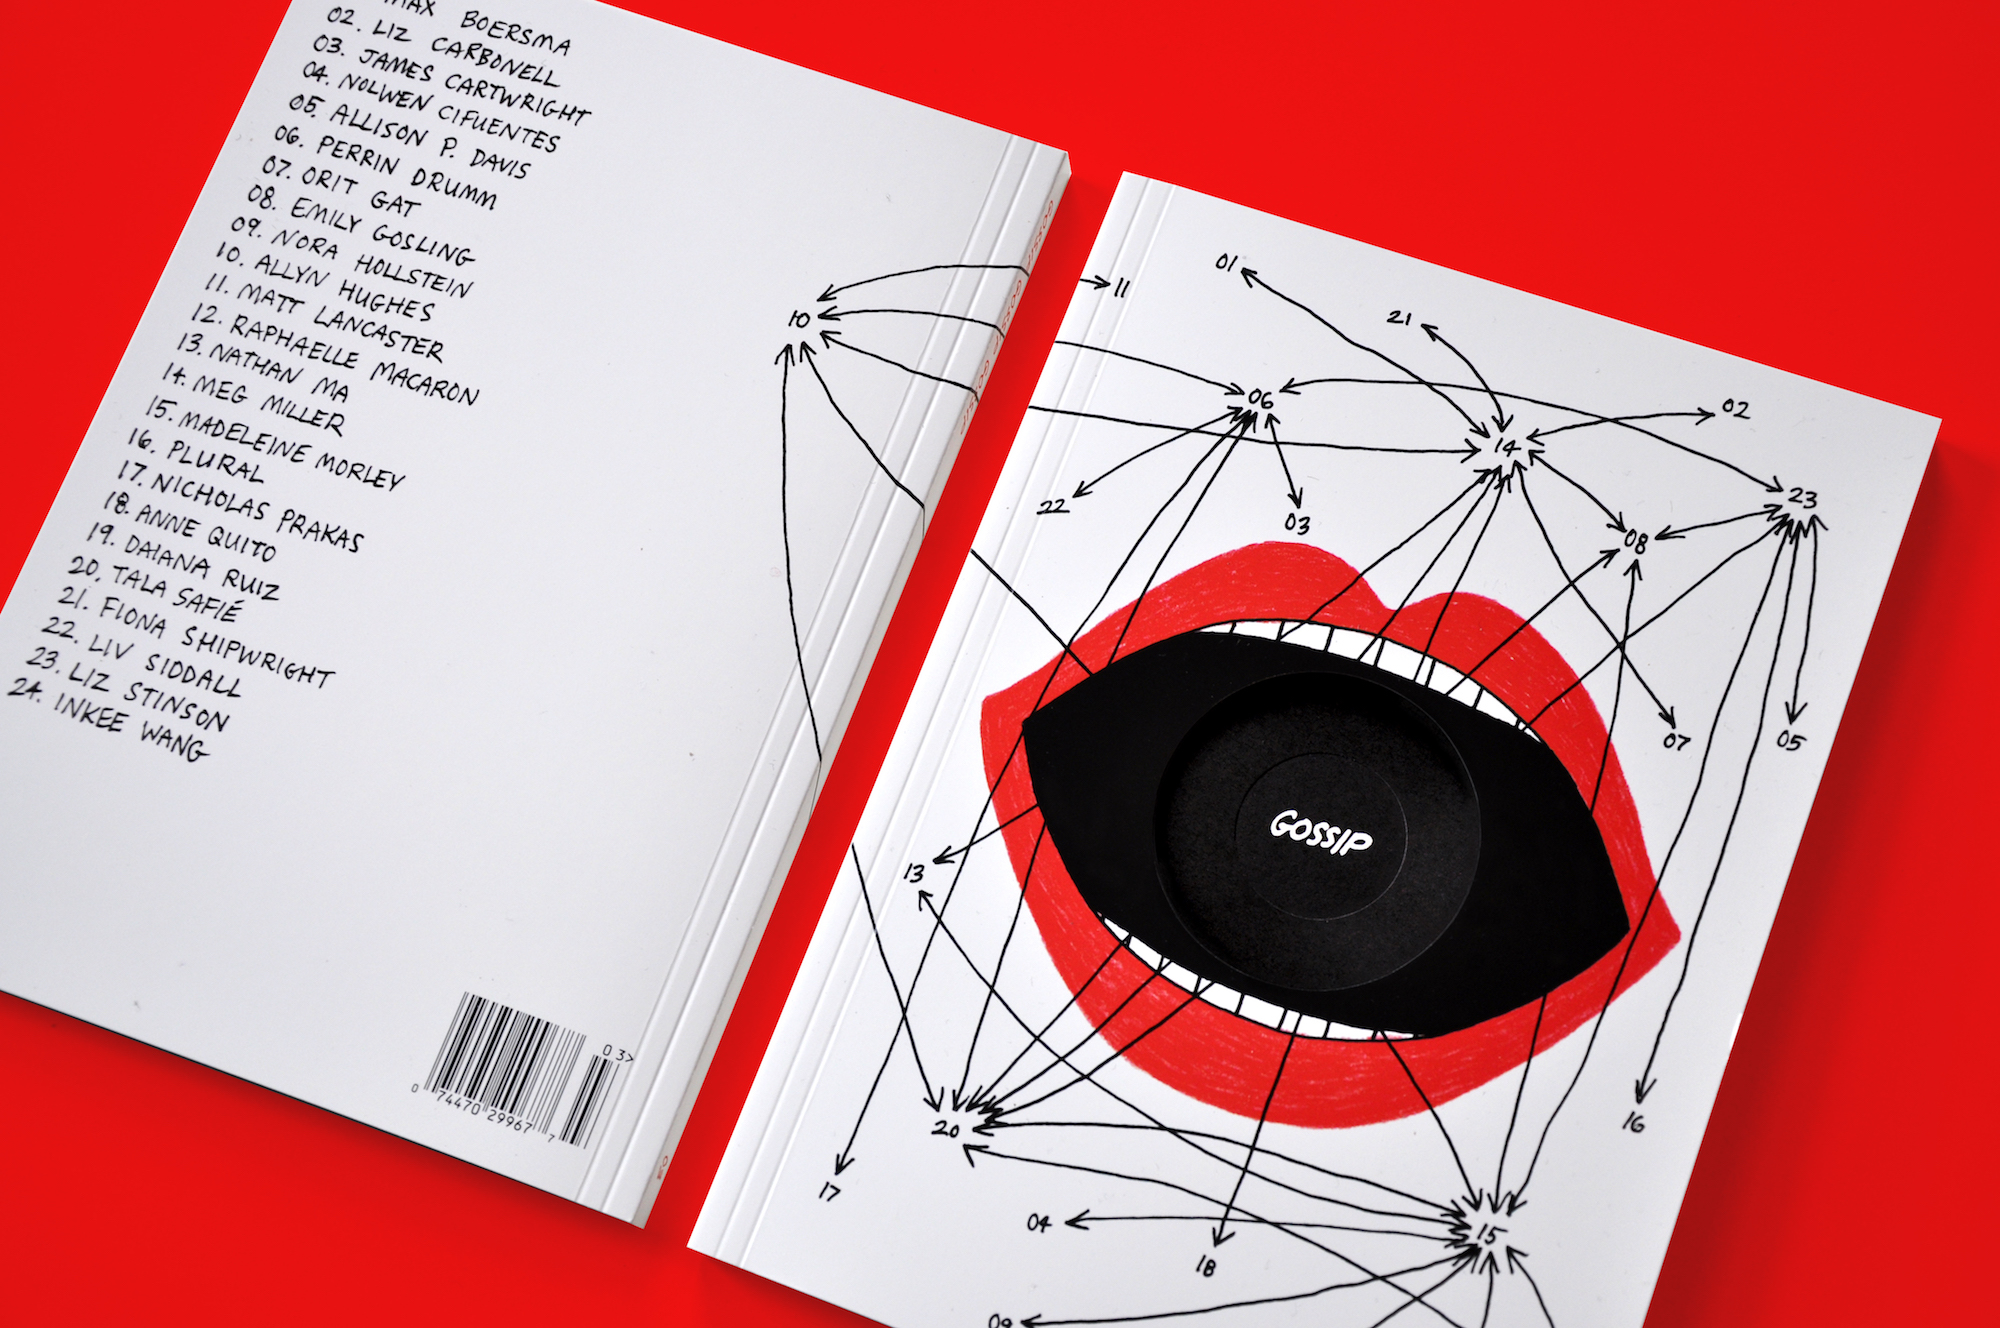 MAX BOERSMA
02. LIZ CARBONELL
03. JAMES CARTWRIGHT
04. NOLWEN CIFUENTES
05. ALLISON P. DAVIS
06. PERRIN DRUMM
07. ORIT GAT
08. EMILY GOSLING
09. NORA HOLLSTEIN
10. ALLYN HUGHES
11. MATT LANCASTER
12. RAPHAELLE MACARON
13. NATHAN MA
14. MEG MILLER
15. MADELEINE MORLEY
16. PLURAL
17. NICHOLAS PRAKAS
18. ANNE QUITO
19. DAIANA RUIZ
20. TALA SAFIÉ
21. FIONA SHIPWRIGHT
22. LIV SIDDALL
23. LIZ STINSON
24. INKEE WANG
10
03>
0 74470 29967 7
GOSSIP GOSSIP GOSSIP
11
01
21
06
02
14
22
03
23
08
07
05
GOSSIP
13
20
16
17
04
18
15
09